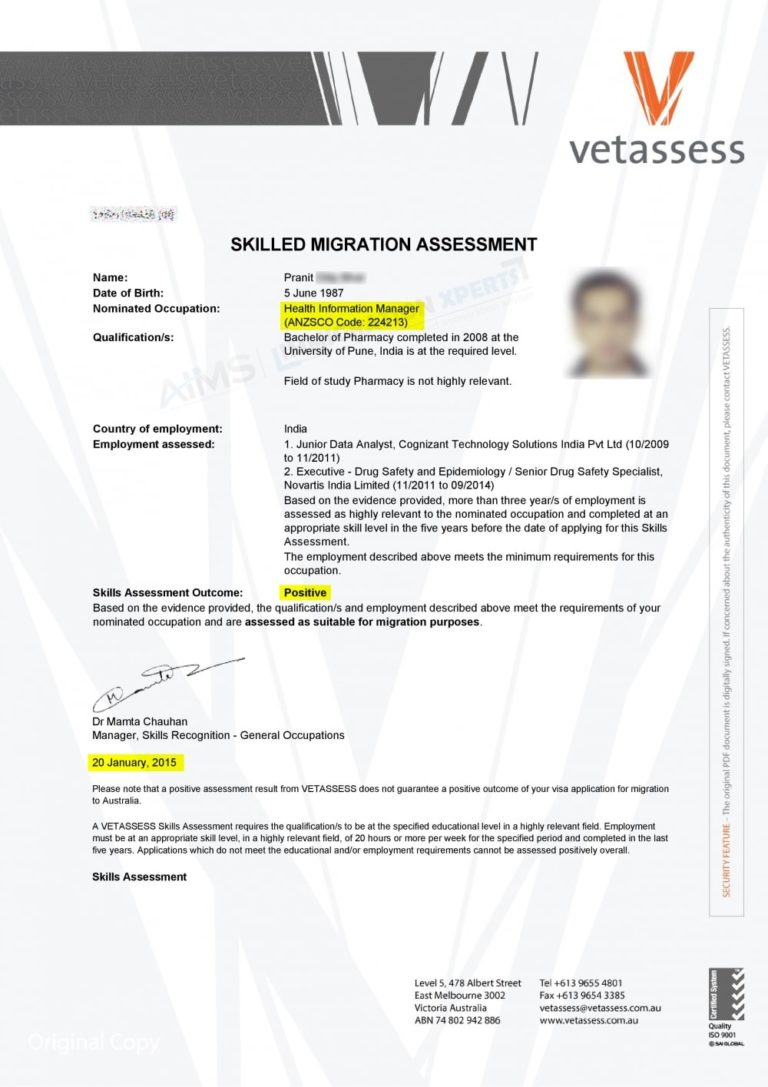 vetassess
SKILLED MIGRATION ASSESSMENT
Name: Pranit
Date of Birth: 5 June 1987
Nominated Occupation: Health Information Manager
(ANZSCO Code: 224213)
Qualification/s: Bachelor of Pharmacy completed in 2008 at the
University of Pune, India is at the required level.
Field of study Pharmacy is not highly relevant.
AIMS
XPERTS
Country of employment: India
Employment assessed: 1. Junior Data Analyst, Cognizant Technology Solutions India Pvt Ltd (10/2009
to 11/2011)
2. Executive - Drug Safety and Epidemiology / Senior Drug Safety Specialist,
Novartis India Limited (11/2011 to 09/2014)
Based on the evidence provided, more than three year/s of employment is
assessed as highly relevant to the nominated occupation and completed at an
appropriate skill level in the five years before the date of applying for this Skills
Assessment.
The employment described above meets the minimum requirements for this
occupation.
Skills Assessment Outcome: Positive
Based on the evidence provided, the qualification/s and employment described above meet the requirements of your
nominated occupation and are assessed as suitable for migration purposes.
Dr Mamta Chauhan
Manager, Skills Recognition - General Occupations
20 January, 2015
Please note that a positive assessment result from VETASSESS does not guarantee a positive outcome of your visa application for migration
to Australia.
A VETASSESS Skills Assessment requires the qualification/s to be at the specified educational level in a highly relevant field. Employment
must be at an appropriate skill level, in a highly relevant field, of 20 hours or more per week for the specified period and completed in the last
five years. Applications which do not meet the educational and/or employment requirements cannot be assessed positively overall.
Skills Assessment
SECURITY FEATURE - The original PDF document is digitally signed. If concerned about the authenticity of this document, please contact VETASSESS.
Level 5, 478 Albert Street
East Melbourne 3002
Victoria Australia
ABN 74 802 942 886
Tel +613 9655 4801
Fax +613 9654 3385
vetassess@vetassess.com.au
www.vetassess.com.au
Certified System
Quality
ISO 9001
SAI GLOBAL
Original Copy